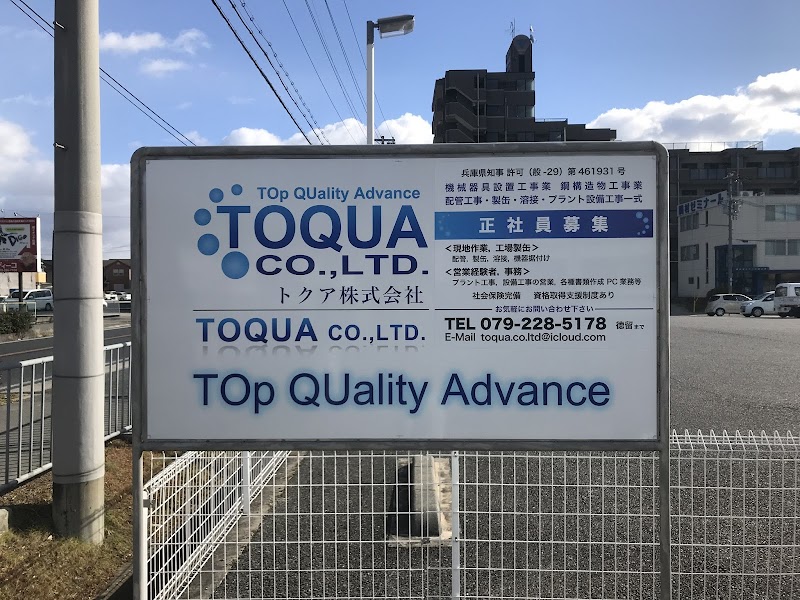 TOp QUality Advance
TOQUA
CO.,LTD.
トクア株式会社
TOQUA CO.,LTD.
兵庫県知事 許可（般-29）第461931号
機械器具設置工事業 鋼構造物工事業
配管工事・製缶・溶接・プラント設備工事一式
正社員募集
<現地作業、工場製缶>
配管、製缶、溶接、機器据付け
<営業経験者、事務>
プラント工事、設備工事の営業、各種書類作成PC業務等
社会保険完備 資格取得支援制度あり
お気軽にお問い合わせ下さい
TEL 079-228-5178 德留まで
E-Mail toqua.co.ltd@icloud.com
TOp QUality Advance